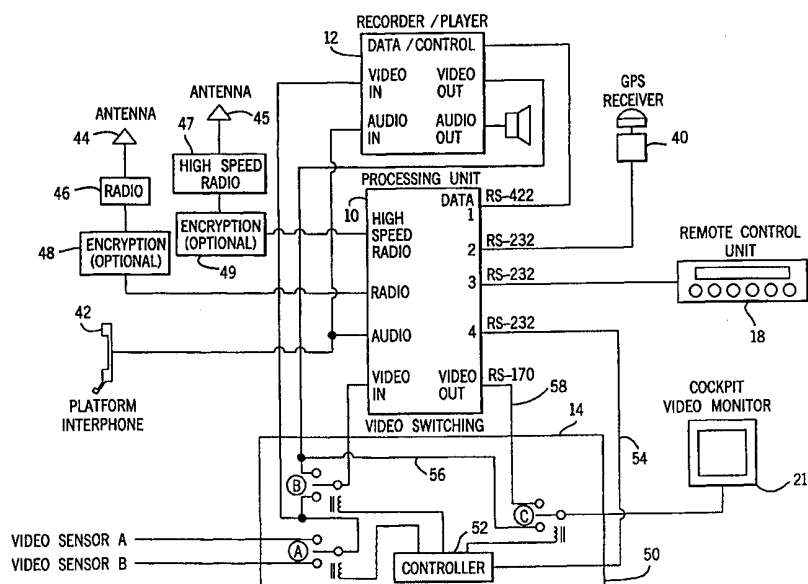 RECORDER/PLAYER
12
DATA/CONTROL
VIDEO IN
VIDEO OUT
AUDIO IN
AUDIO OUT
ANTENNA
44
ANTENNA
45
47
HIGH SPEED
RADIO
46
RADIO
48
ENCRYPTION
(OPTIONAL)
ENCRYPTION
(OPTIONAL)
49
GPS
RECEIVER
40
PROCESSING UNIT
10
HIGH
SPEED
RADIO
DATA
1
RS-422
2
RS-232
RADIO
3
RS-232
AUDIO
4
RS-232
VIDEO
IN
VIDEO
OUT
RS-170
REMOTE CONTROL
UNIT
18
42
PLATFORM
INTERPHONE
VIDEO SWITCHING
58
14
54
COCKPIT
VIDEO MONITOR
21
56
B
C
VIDEO SENSOR A
VIDEO SENSOR B
A
52
CONTROLLER
50